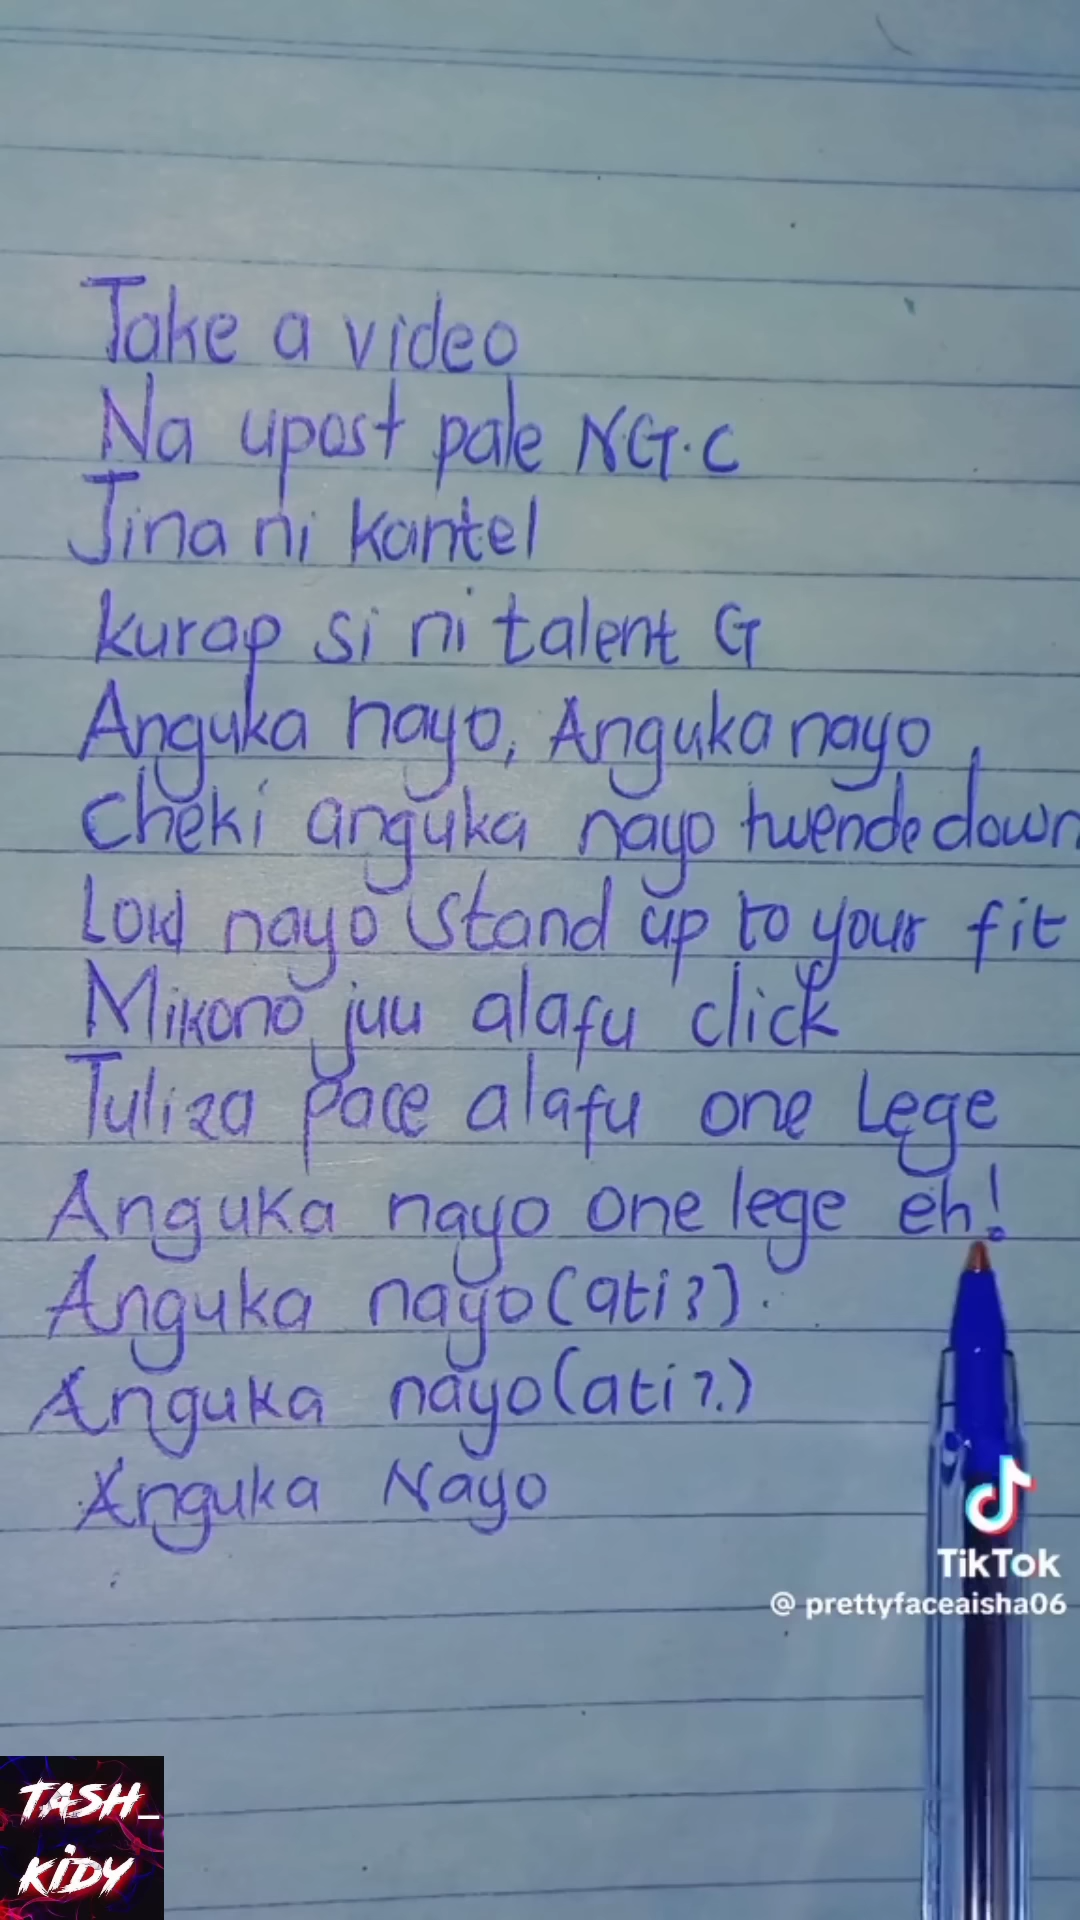 Take a video
Na upost pale N.G.C
Jina ni kantel
kurap si ni talent G
Anguka nayo, Anguka nayo,
cheki anguka nayo twende down
Low nayo stand up to your fit
Mikono juu alafu click
Tuliza pace alafu one Lege
Anguka nayo one lege eh!
Anguka nayo (ati?).
Anguka nayo (ati?.)
Anguka Nayo
TikTok
@ prettyfaceaisha06
TASH_
KIDY